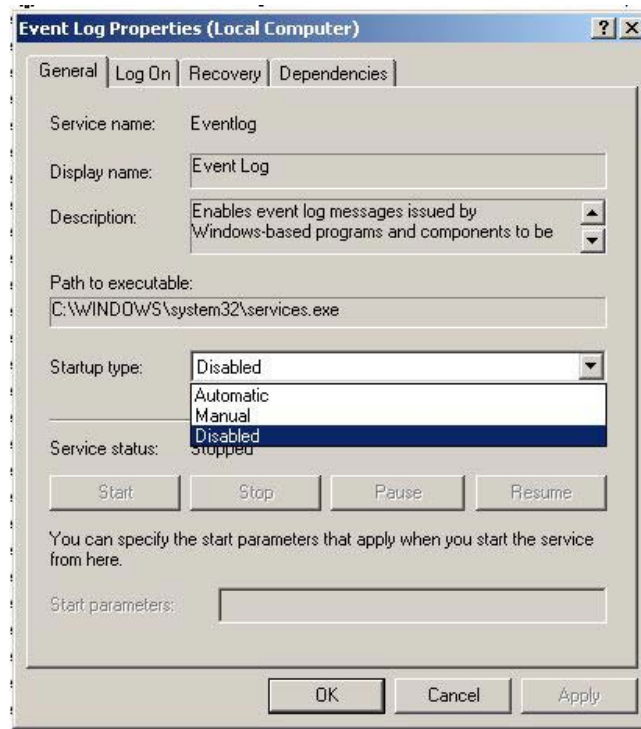 Event Log Properties (Local Computer)
General Log On Recovery Dependencies
Service name: Eventlog
Display name: Event Log
Description: Enables event log messages issued by
Windows-based programs and components to be
Path to executable:
C:\WINDOWS\system32\services.exe
Startup type: Disabled
Automatic
Manual
Disabled
Service status: Stopped
Start Stop Pause Resume
You can specify the start parameters that apply when you start the service
from here.
Start parameters:
OK Cancel Apply